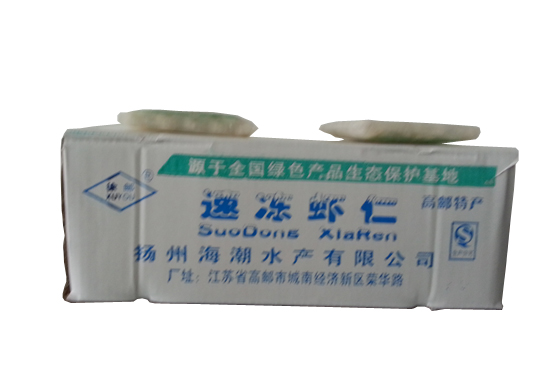 源于全国绿色产品生态保护基地
速冻虾仁
高邮特产
SuoDong XiaRen
扬州海潮水产有限公司
厂址：江苏省高邮市城南经济新区荣华路